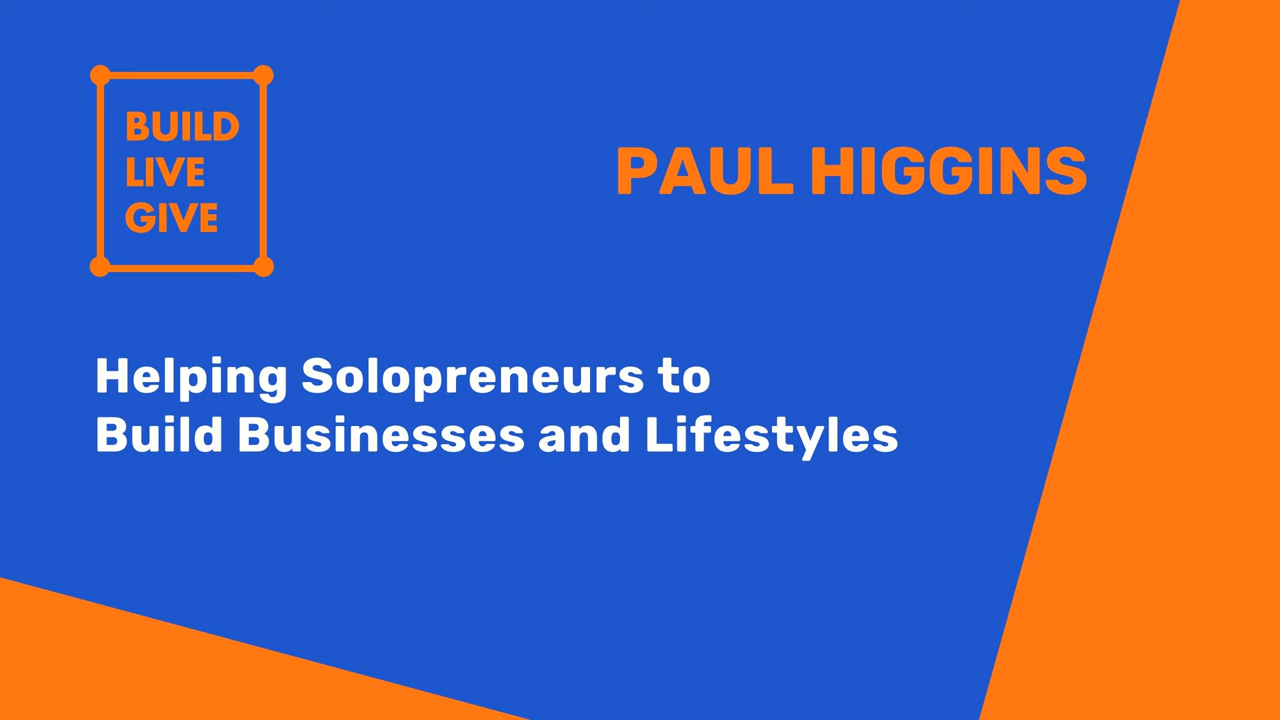 BUILD
LIVE
GIVE
PAUL HIGGINS
Helping Solopreneurs to
Build Businesses and Lifestyles